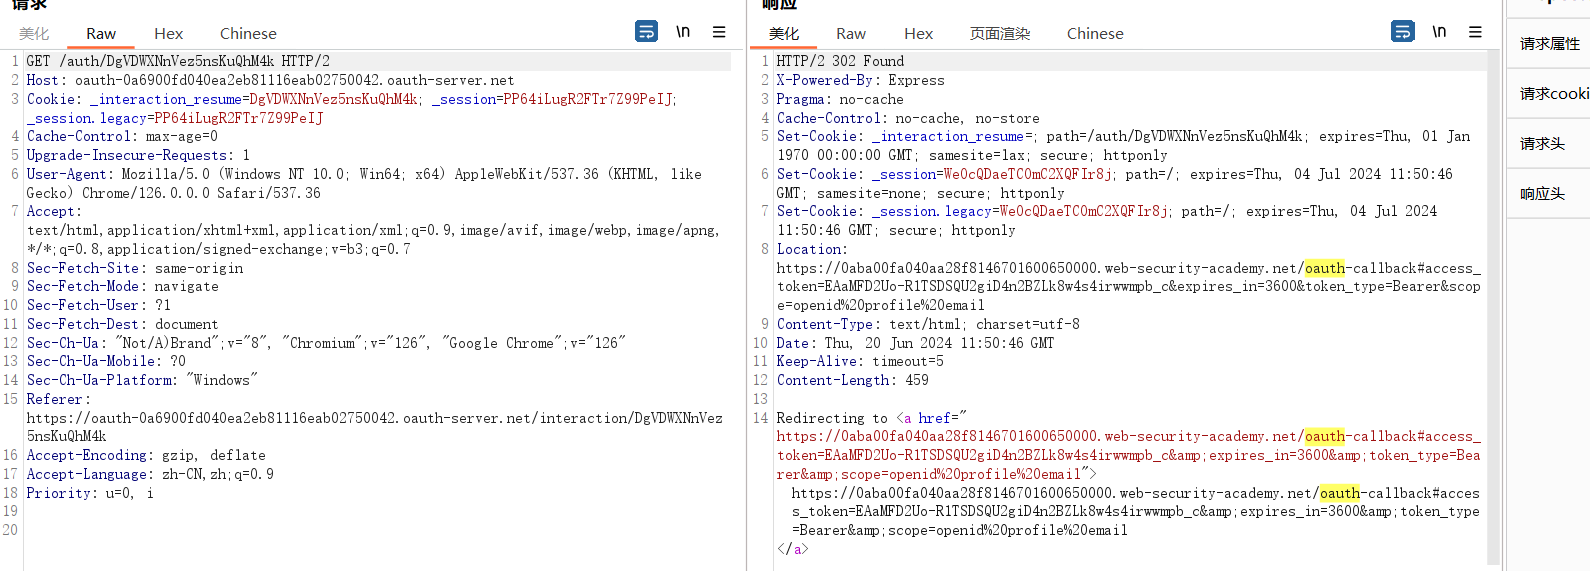 请求
美化 Raw Hex Chinese \n
1 GET /auth/DgVDWXNnVez5nsKuQhM4k HTTP/2
2 Host: oauth-0a6900fd040ea2eb81116eab02750042.oauth-server.net
3 Cookie: _interaction_resume=DgVDWXNnVez5nsKuQhM4k; _session=PP64iLugR2FTr7Z99PeIJ;
_session.legacy=PP64iLugR2FTr7Z99PeIJ
4 Cache-Control: max-age=0
5 Upgrade-Insecure-Requests: 1
6 User-Agent: Mozilla/5.0 (Windows NT 10.0; Win64; x64) AppleWebKit/537.36 (KHTML, like
Gecko) Chrome/126.0.0.0 Safari/537.36
7 Accept:
text/html,application/xhtml+xml,application/xml;q=0.9,image/avif,image/webp,image/apng,
*/*;q=0.8,application/signed-exchange;v=b3;q=0.7
8 Sec-Fetch-Site: same-origin
9 Sec-Fetch-Mode: navigate
10 Sec-Fetch-User: ?1
11 Sec-Fetch-Dest: document
12 Sec-Ch-Ua: "Not/A)Brand";v="8", "Chromium";v="126", "Google Chrome";v="126"
13 Sec-Ch-Ua-Mobile: ?0
14 Sec-Ch-Ua-Platform: "Windows"
15 Referer:
https://oauth-0a6900fd040ea2eb81116eab02750042.oauth-server.net/interaction/DgVDWXNnVez
5nsKuQhM4k
16 Accept-Encoding: gzip, deflate
17 Accept-Language: zh-CN,zh;q=0.9
18 Priority: u=0, i
19
20
响应
美化 Raw Hex 页面渲染 Chinese \n
1 HTTP/2 302 Found
2 X-Powered-By: Express
3 Pragma: no-cache
4 Cache-Control: no-cache, no-store
5 Set-Cookie: _interaction_resume=; path=/auth/DgVDWXNnVez5nsKuQhM4k; expires=Thu, 01 Jan
1970 00:00:00 GMT; samesite=lax; secure; httponly
6 Set-Cookie: _session=We0cQDaeTC0mC2XQFIr8j; path=/; expires=Thu, 04 Jul 2024 11:50:46
GMT; samesite=none; secure; httponly
7 Set-Cookie: _session.legacy=We0cQDaeTC0mC2XQFIr8j; path=/; expires=Thu, 04 Jul 2024
11:50:46 GMT; secure; httponly
8 Location:
https://0aba00fa040aa28f8146701600650000.web-security-academy.net/oauth-callback#access_
token=EAaMFD2Uo-R1TSDSQU2giD4n2BZLk8w4s4irwwmpb_c&expires_in=3600&token_type=Bearer&scop
e=openid%20profile%20email
9 Content-Type: text/html; charset=utf-8
10 Date: Thu, 20 Jun 2024 11:50:46 GMT
11 Keep-Alive: timeout=5
12 Content-Length: 459
13
14 Redirecting to <a href="
https://0aba00fa040aa28f8146701600650000.web-security-academy.net/oauth-callback#access_
token=EAaMFD2Uo-R1TSDSQU2giD4n2BZLk8w4s4irwwmpb_c&amp;expires_in=3600&amp;token_type=Bea
rer&amp;scope=openid%20profile%20email">
https://0aba00fa040aa28f8146701600650000.web-security-academy.net/oauth-callback#acces
s_token=EAaMFD2Uo-R1TSDSQU2giD4n2BZLk8w4s4irwwmpb_c&amp;expires_in=3600&amp;token_type
=Bearer&amp;scope=openid%20profile%20email
</a>
请求属性
请求cooki
请求头
响应头